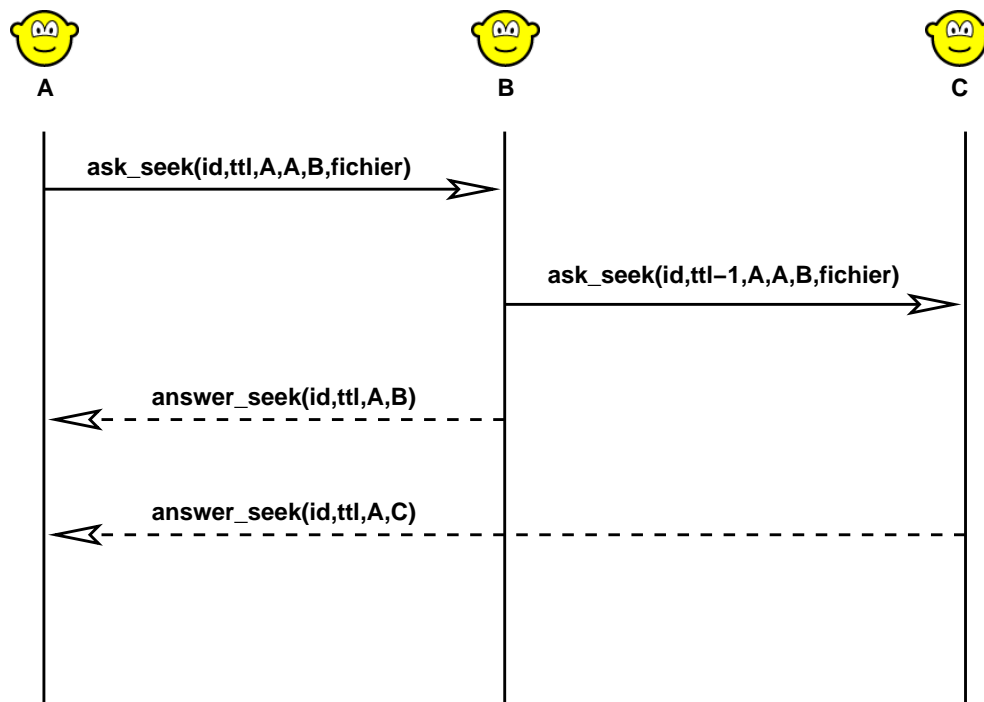 A
B
C
ask_seek(id,ttl,A,A,B,fichier)
ask_seek(id,ttl−1,A,A,B,fichier)
answer_seek(id,ttl,A,B)
answer_seek(id,ttl,A,C)